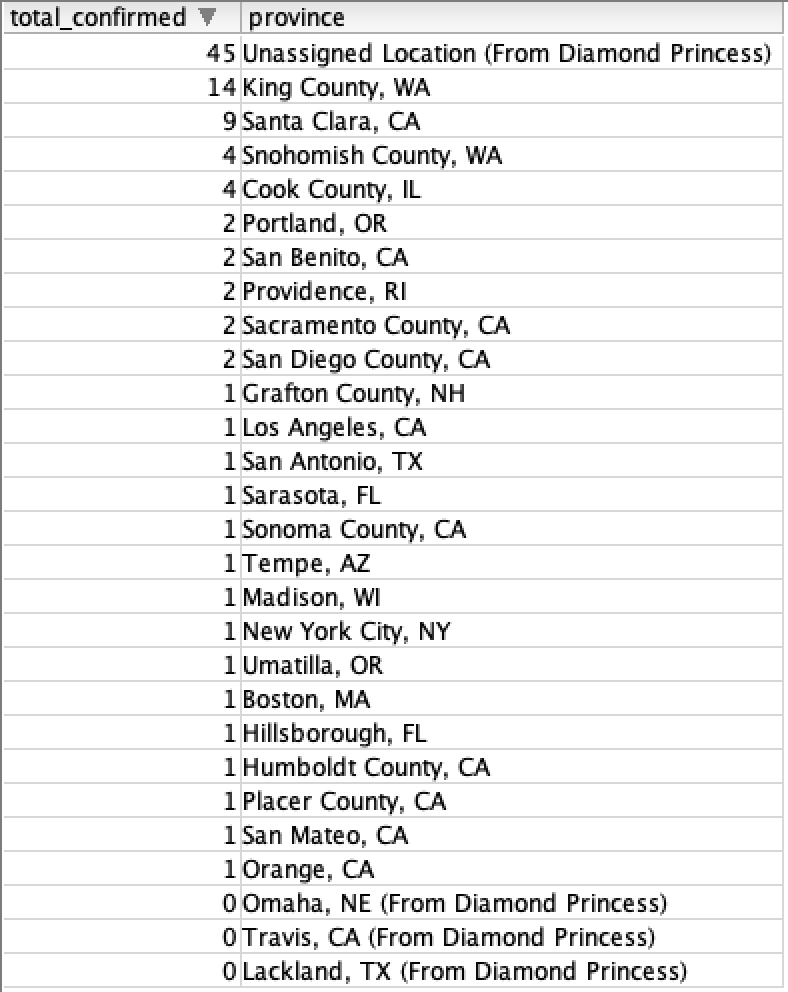 total_confirmed ▼ province
45 Unassigned Location (From Diamond Princess)
14 King County, WA
9 Santa Clara, CA
4 Snohomish County, WA
4 Cook County, IL
2 Portland, OR
2 San Benito, CA
2 Providence, RI
2 Sacramento County, CA
2 San Diego County, CA
1 Grafton County, NH
1 Los Angeles, CA
1 San Antonio, TX
1 Sarasota, FL
1 Sonoma County, CA
1 Tempe, AZ
1 Madison, WI
1 New York City, NY
1 Umatilla, OR
1 Boston, MA
1 Hillsborough, FL
1 Humboldt County, CA
1 Placer County, CA
1 San Mateo, CA
1 Orange, CA
0 Omaha, NE (From Diamond Princess)
0 Travis, CA (From Diamond Princess)
0 Lackland, TX (From Diamond Princess)